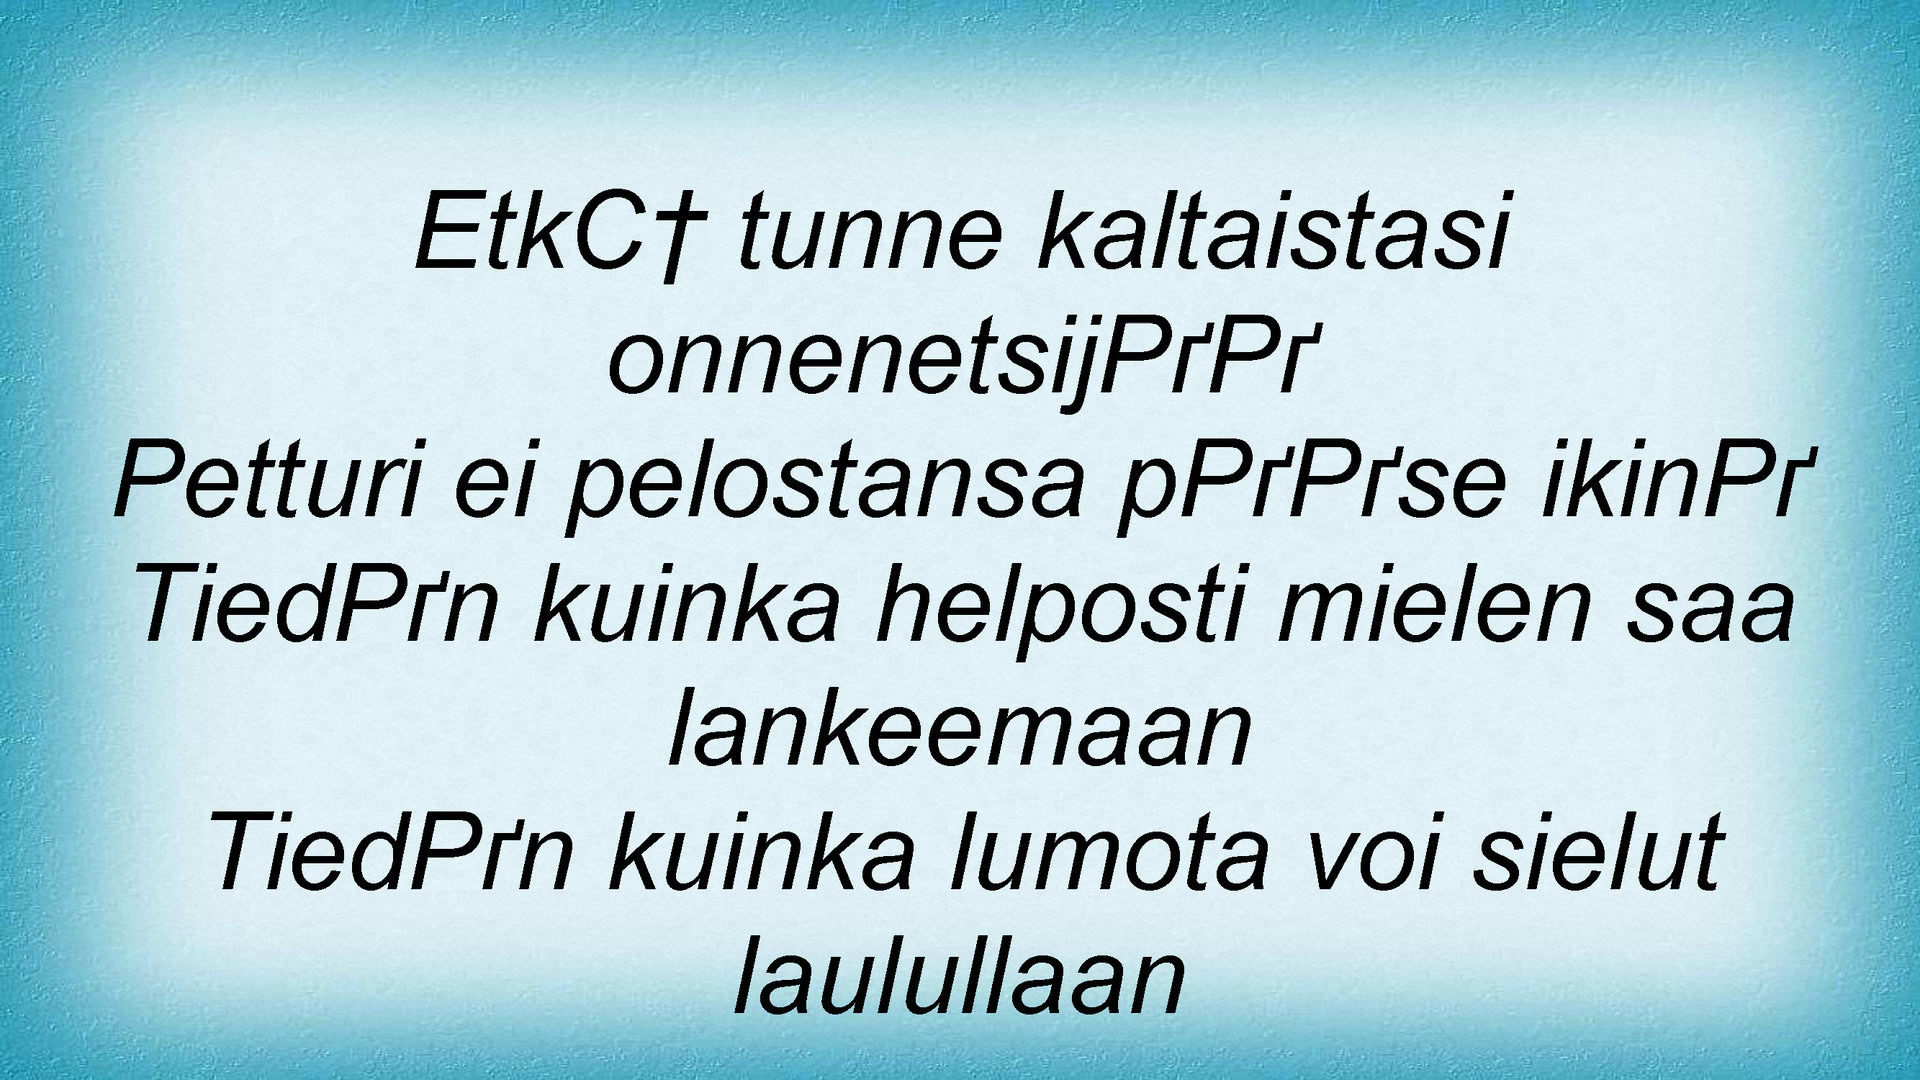 EtkC† tunne kaltaistasi
onnenetsijPґPґ
Petturi ei pelostansa pPґPґse ikinPґ
TiedPґn kuinka helposti mielen saa
lankeemaan
TiedPґn kuinka lumota voi sielut
laulullaan